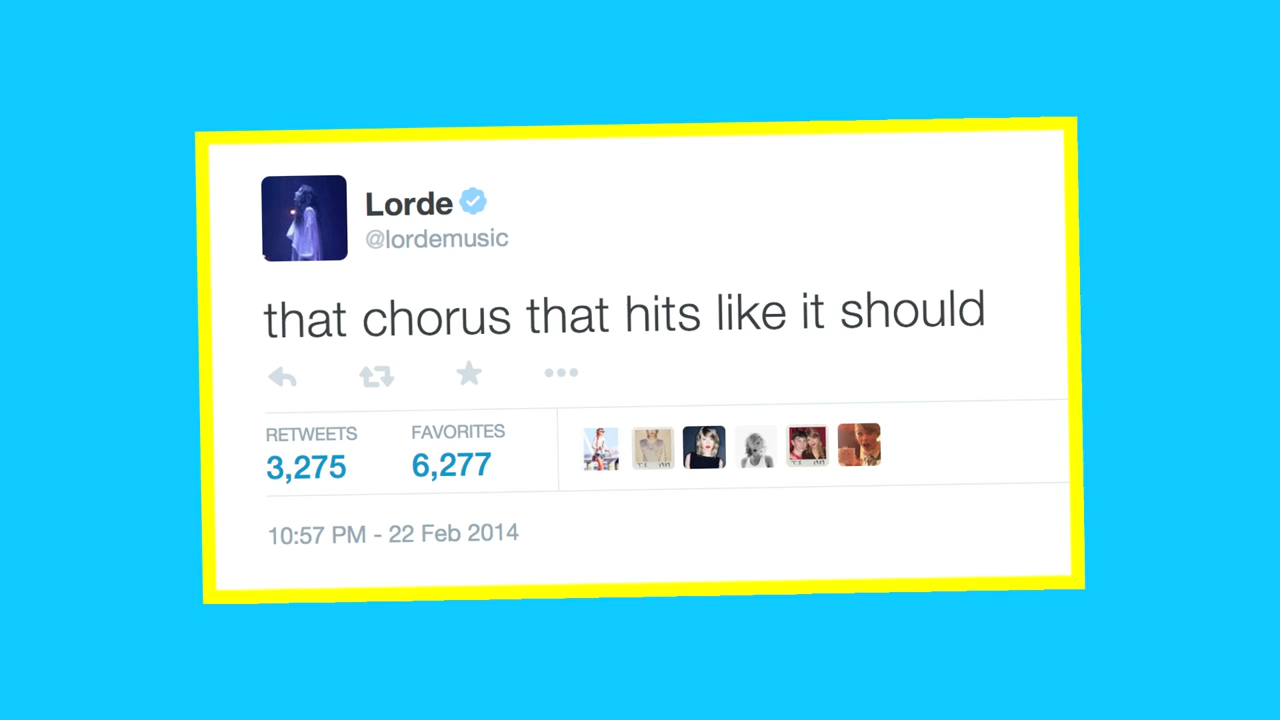 Lorde
@lordemusic
that chorus that hits like it should
RETWEETS FAVORITES
3,275 6,277
10:57 PM - 22 Feb 2014